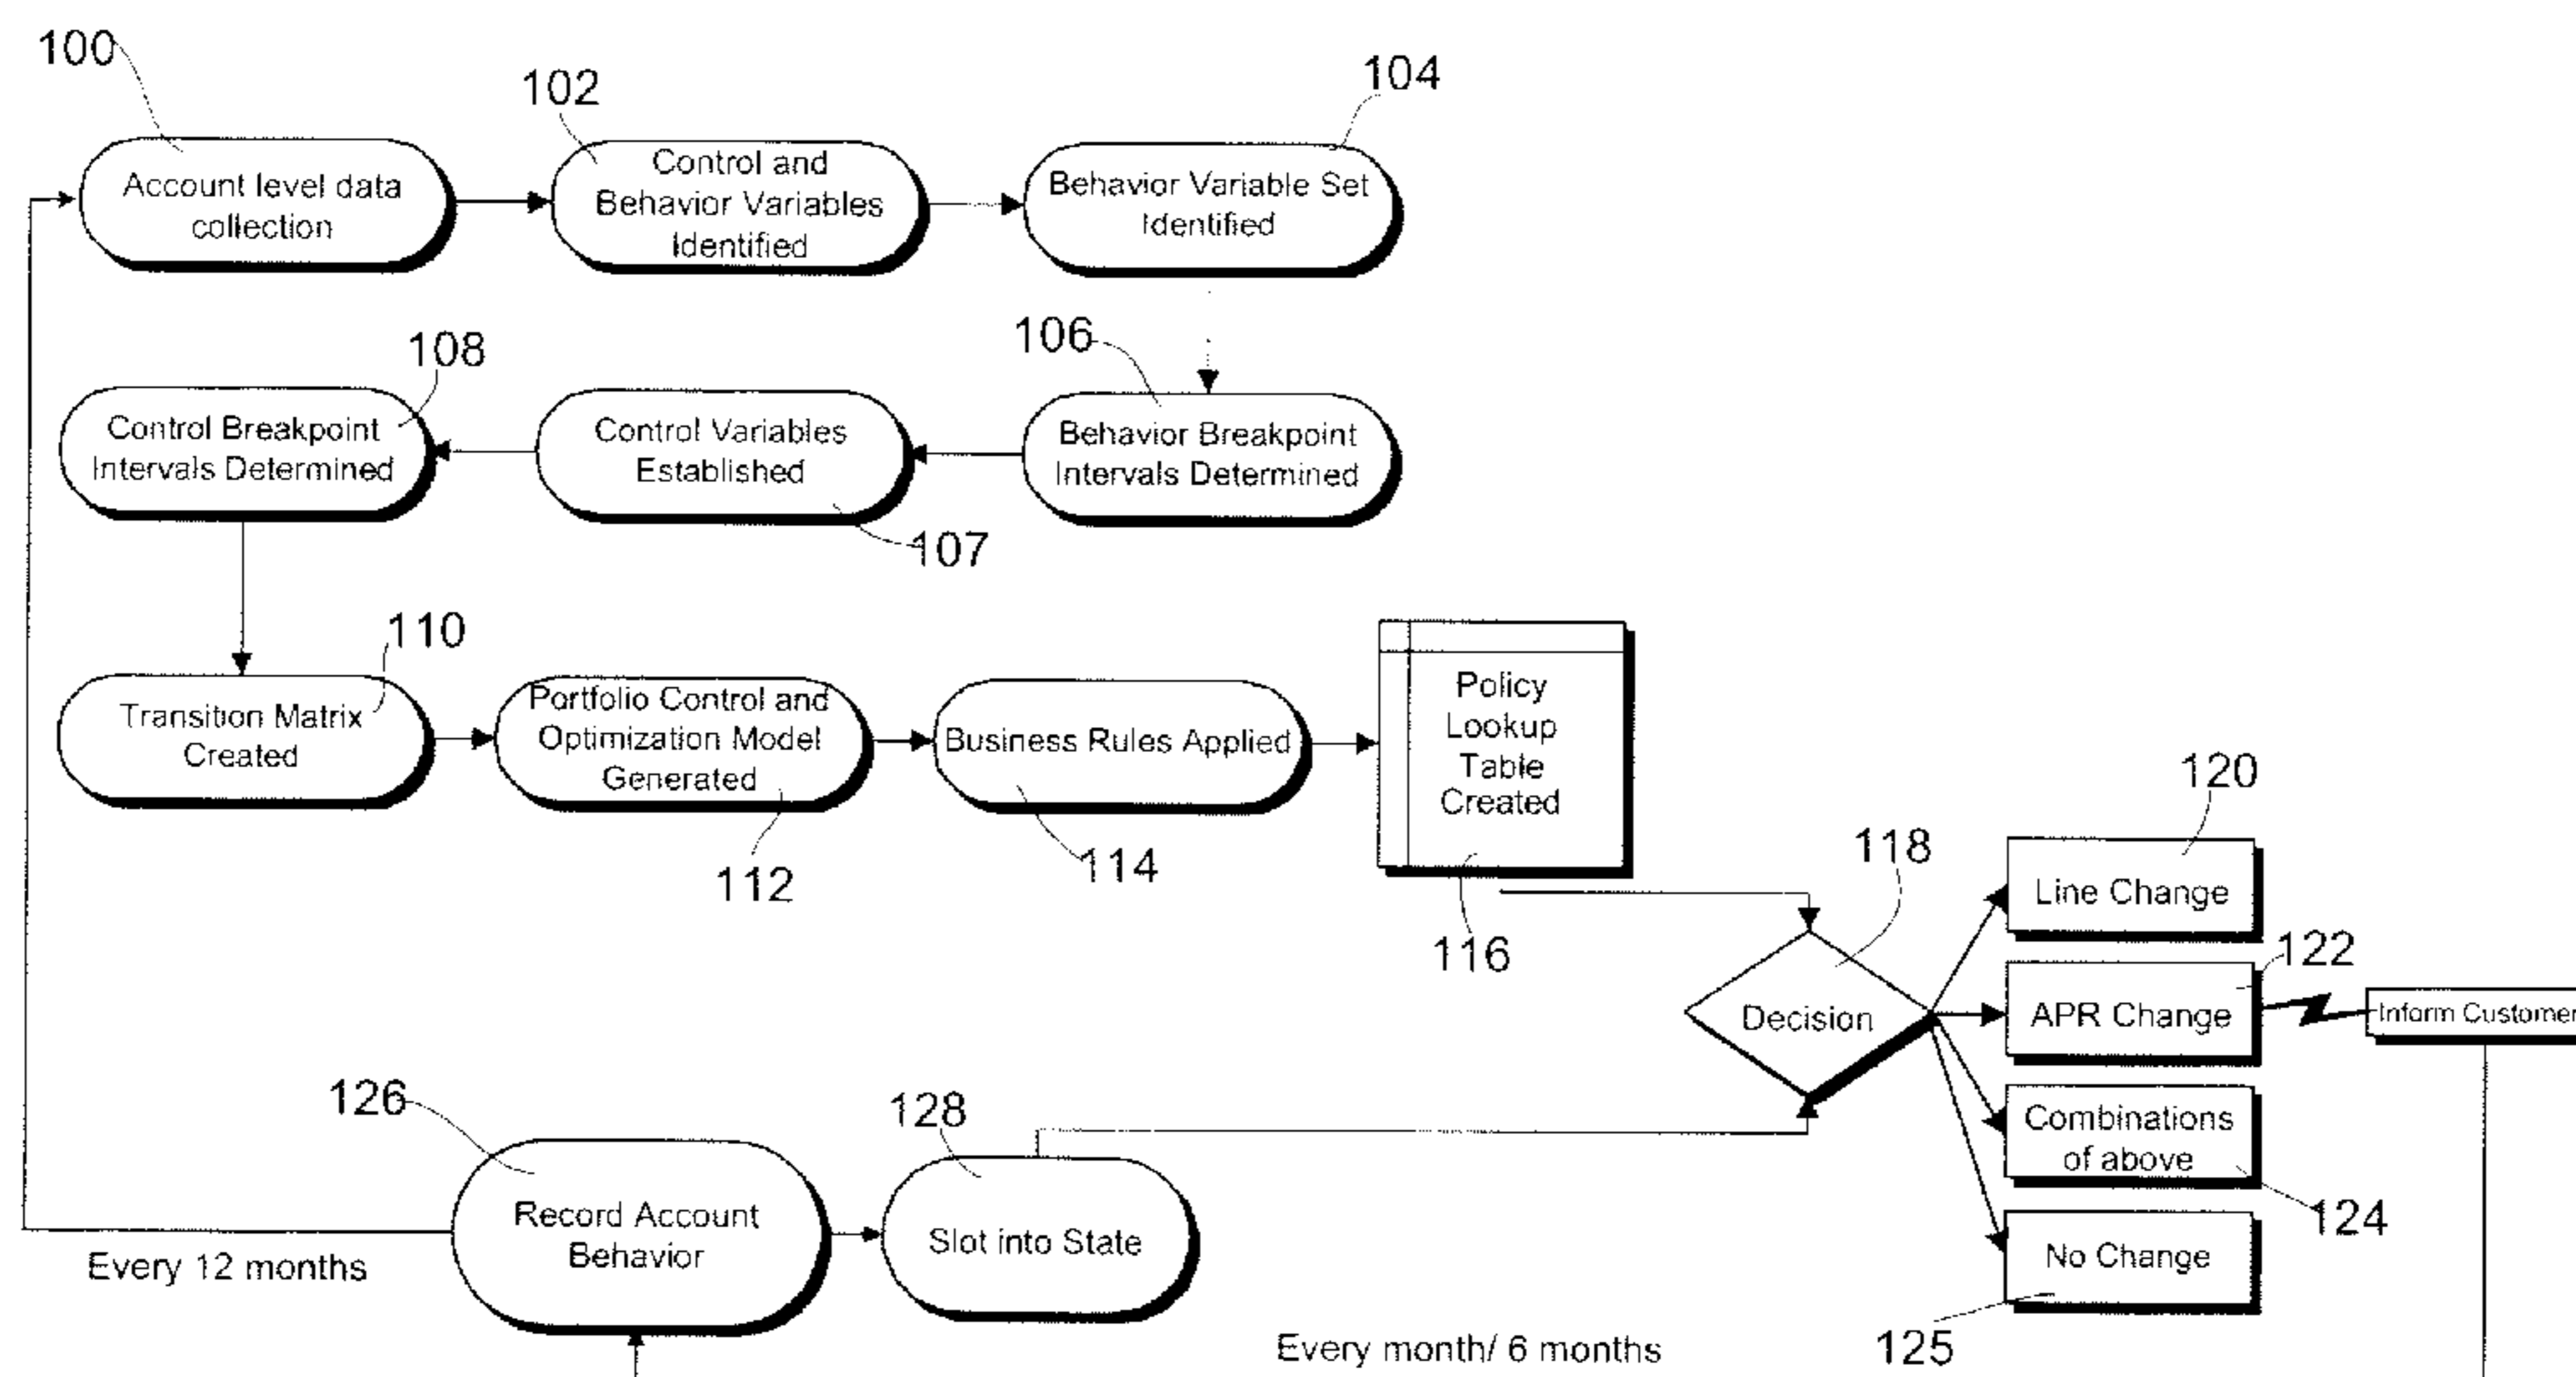 100
102
104
Account level data
collection
Control and
Behavior Variables
Identified
Behavior Variable Set
Identified
108
106
Control Breakpoint
Intervals Determined
Control Variables
Established
Behavior Breakpoint
Intervals Determined
107
110
Transition Matrix
Created
Portfolio Control and
Optimization Model
Generated
Business Rules Applied
Policy
Lookup
Table
Created
112
114
116
118
120
Line Change
122
Decision
APR Change
Inform Customer
Combinations
of above
124
No Change
125
126
128
Record Account
Behavior
Slot into State
Every 12 months
Every month/ 6 months